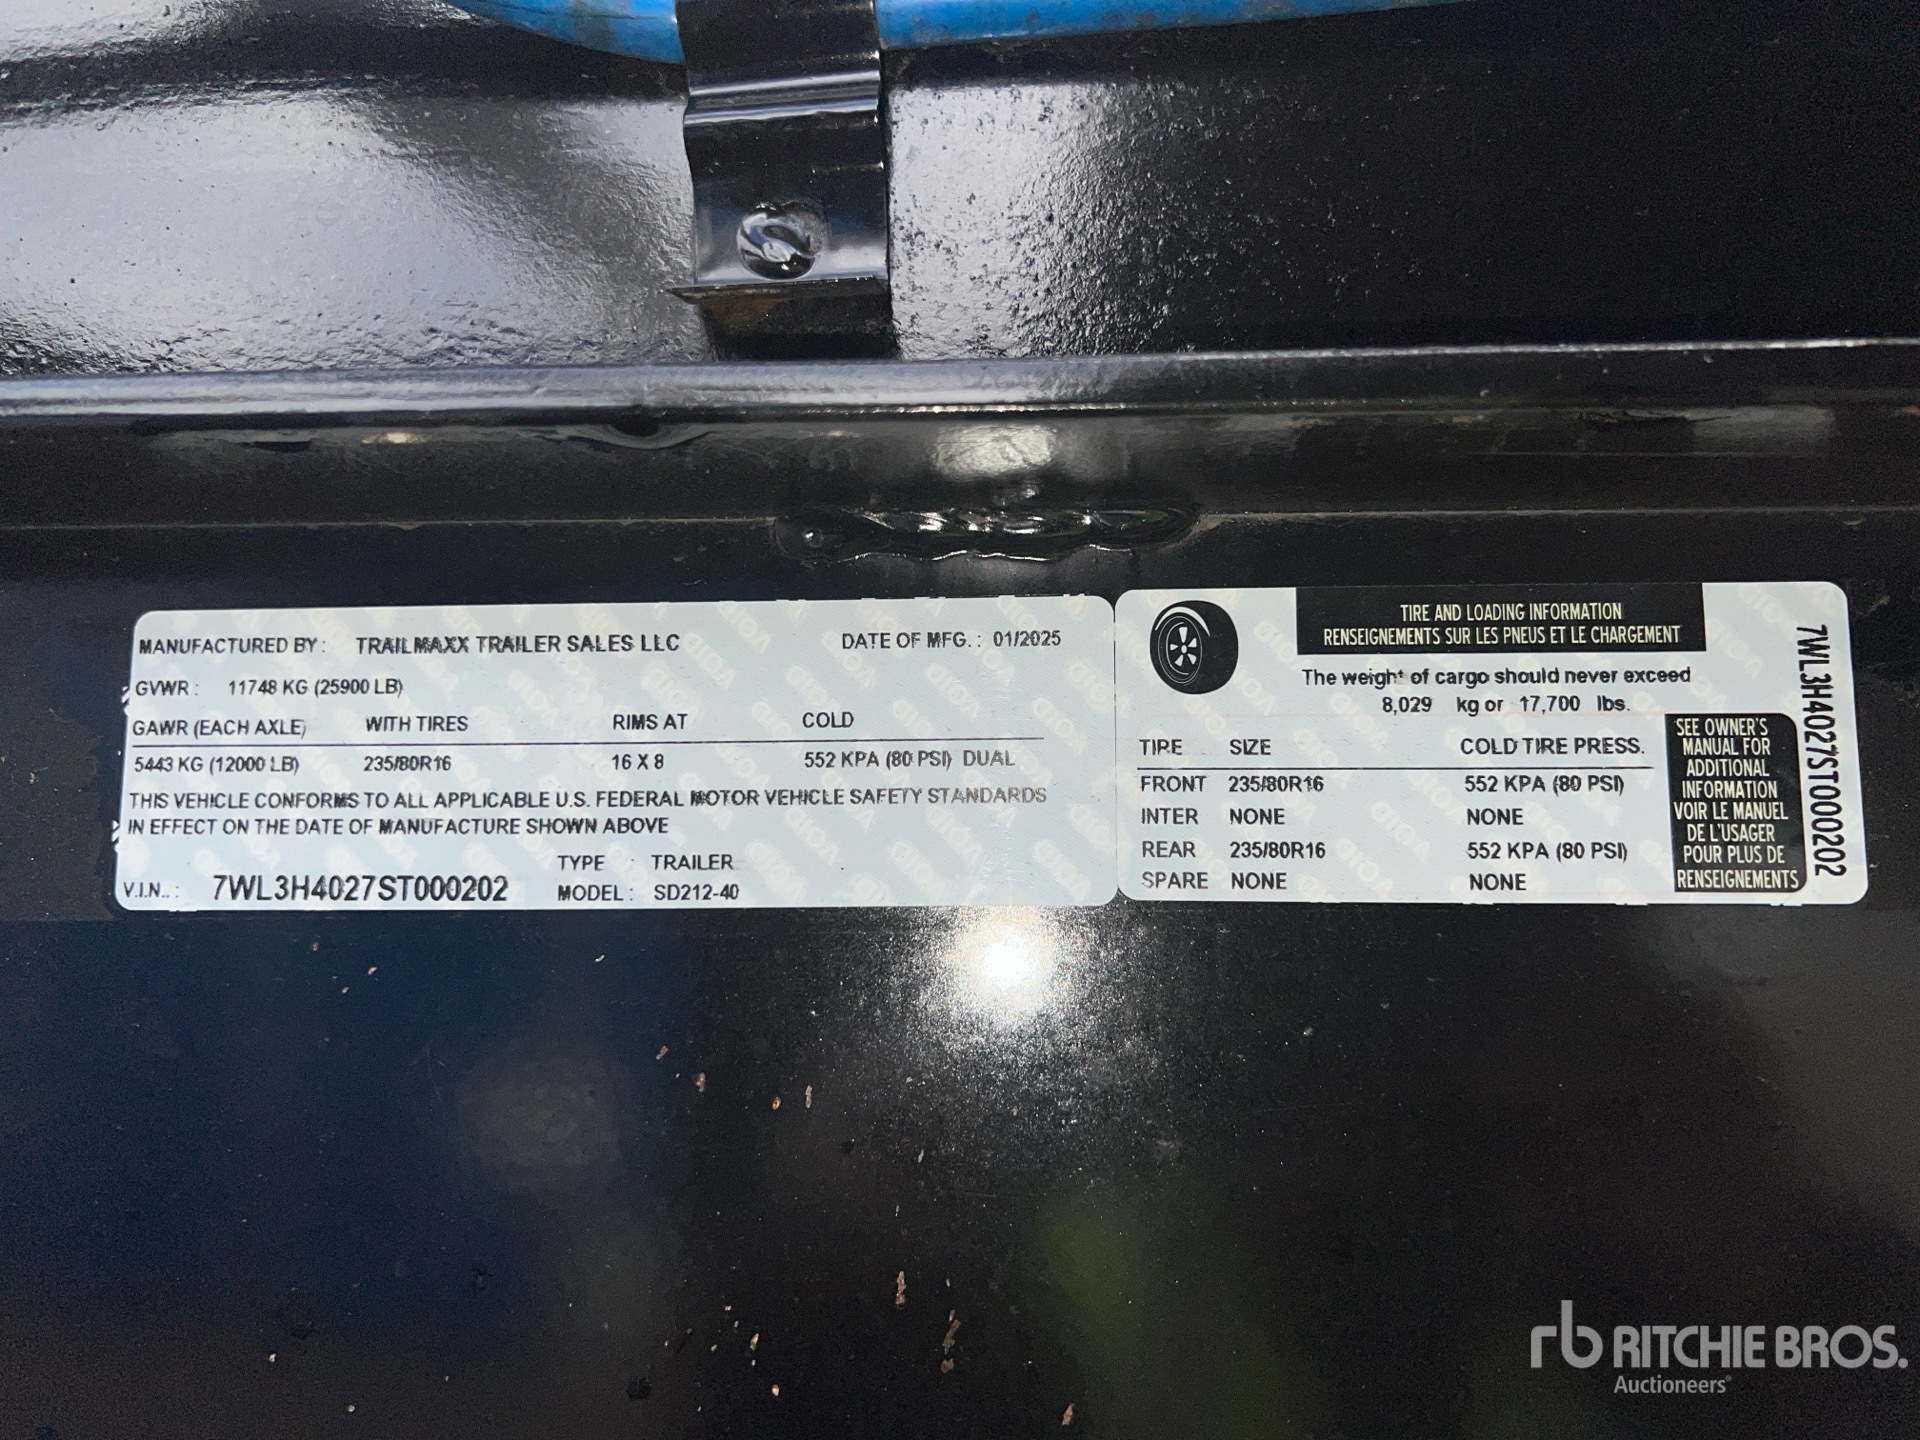 MANUFACTURED BY: TRAILMAXX TRAILER SALES LLC DATE OF MFG.: 01/2025
GVWR: 11748 KG (25900 LB)
GAWR (EACH AXLE) WITH TIRES RIMS AT COLD
5443 KG (12000 LB) 235/80R16 16 X 8 552 KPA (80 PSI) DUAL
THIS VEHICLE CONFORMS TO ALL APPLICABLE U.S. FEDERAL MOTOR VEHICLE SAFETY STANDARDS
IN EFFECT ON THE DATE OF MANUFACTURE SHOWN ABOVE
TYPE : TRAILER
V.I.N..: 7WL3H4027ST000202 MODEL: SD212-40
TIRE AND LOADING INFORMATION
RENSEIGNEMENTS SUR LES PNEUS ET LE CHARGEMENT
The weight of cargo should never exceed
8,029 kg or 17,700 lbs.
TIRE SIZE COLD TIRE PRESS.
FRONT 235/80R16 552 KPA (80 PSI)
INTER NONE NONE
REAR 235/80R16 552 KPA (80 PSI)
SPARE NONE NONE
SEE OWNER'S
MANUAL FOR
ADDITIONAL
INFORMATION
VOIR LE MANUEL
DE L'USAGER
POUR PLUS DE
RENSEIGNEMENTS
7WL3H4027ST000202
rb RITCHIE BROS.
Auctioneers